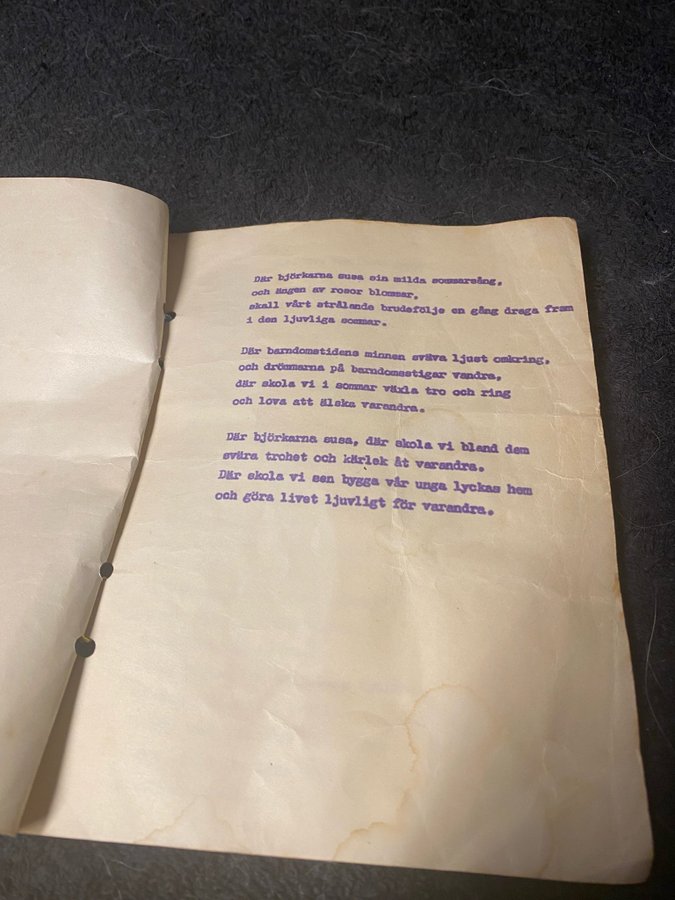 Där björkarna susa sin milda sommarsång,
och ängen av rosor blommar,
skall vårt strålande brudefölje en gång draga fram
i den ljuvliga sommar.
Där barndomstidens minnen sväva ljust omkring,
och drömmarna på barndomsstigar vandra,
där skola vi i sommar växla tro och ring
och lova att älska varandra.
Där björkarna susa, där skola vi bland dem
svära trohet och kärlek åt varandra.
Där skola vi sen bygga vår unga lyckas hem
och göra livet ljuvligt för varandra.